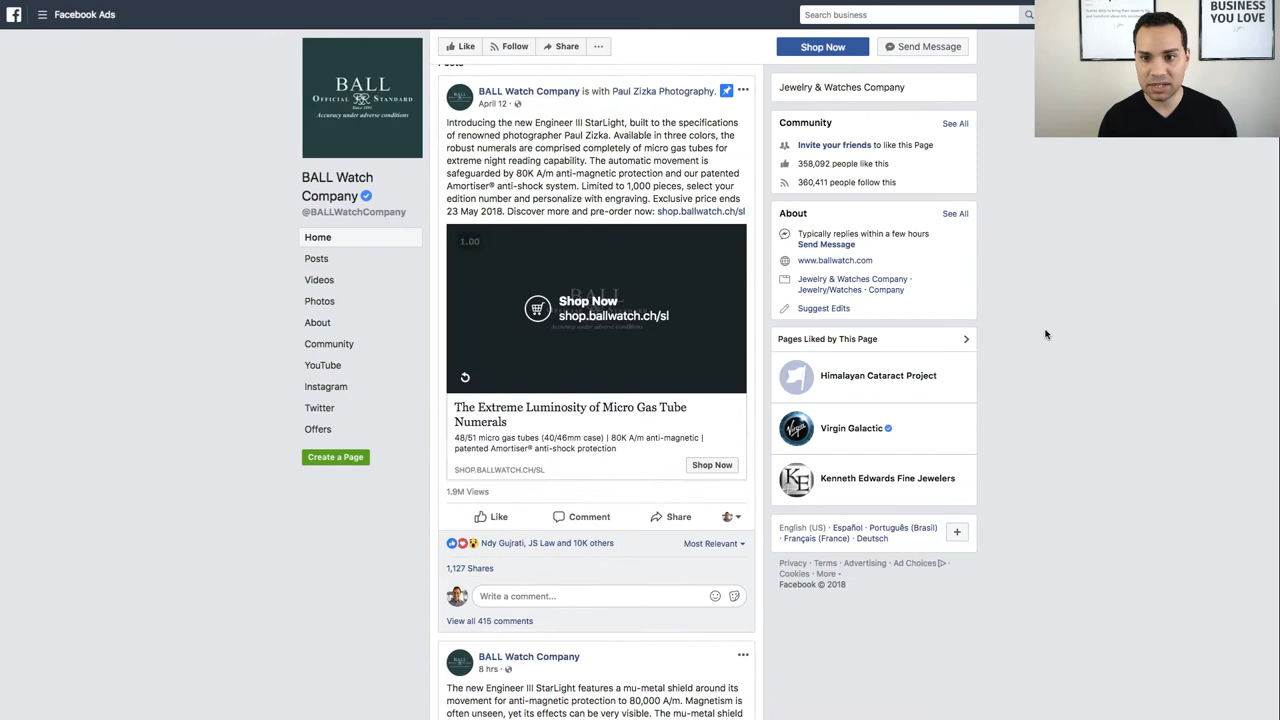 Facebook Ads
Search business
BUSINESS
YOU LOVE
BALL
OFFICIAL STANDARD
Since 1891
Accuracy under adverse conditions
BALL Watch
Company
@BALLWatchCompany
Home
Posts
Videos
Photos
About
Community
YouTube
Instagram
Twitter
Offers
Create a Page
Like
Follow
Share
Shop Now
Send Message
Posts
BALL Watch Company is with Paul Zizka Photography.
April 12 ·
Introducing the new Engineer III StarLight, built to the specifications
of renowned photographer Paul Zizka. Available in three colors, the
robust numerals are comprised completely of micro gas tubes for
extreme night reading capability. The automatic movement is
safeguarded by 80K A/m anti-magnetic protection and our patented
Amortiser® anti-shock system. Limited to 1,000 pieces, select your
edition number and personalize with engraving. Exclusive price ends
23 May 2018. Discover more and pre-order now: shop.ballwatch.ch/sl
1.00
BALL
Shop Now
shop.ballwatch.ch/sl
Accuracy under adverse conditions
The Extreme Luminosity of Micro Gas Tube
Numerals
48/51 micro gas tubes (40/46mm case) | 80K A/m anti-magnetic |
patented Amortiser® anti-shock protection
SHOP.BALLWATCH.CH/SL
Shop Now
1.9M Views
Like
Comment
Share
Ndy Gujrati, JS Law and 10K others
Most Relevant
1,127 Shares
Write a comment...
View all 415 comments
BALL Watch Company
8 hrs ·
The new Engineer III StarLight features a mu-metal shield around its
movement for anti-magnetic protection to 80,000 A/m. Magnetism is
often unseen, yet its effects can be very visible. The mu-metal shield
Jewelry & Watches Company
Community
See All
Invite your friends to like this Page
358,092 people like this
360,411 people follow this
About
See All
Typically replies within a few hours
Send Message
www.ballwatch.com
Jewelry & Watches Company ·
Jewelry/Watches · Company
Suggest Edits
Pages Liked by This Page
Himalayan Cataract Project
Virgin Galactic
KE
Kenneth Edwards Fine Jewelers
English (US) · Español · Português (Brasil)
· Français (France) · Deutsch
Privacy · Terms · Advertising · Ad Choices ·
Cookies · More
Facebook © 2018